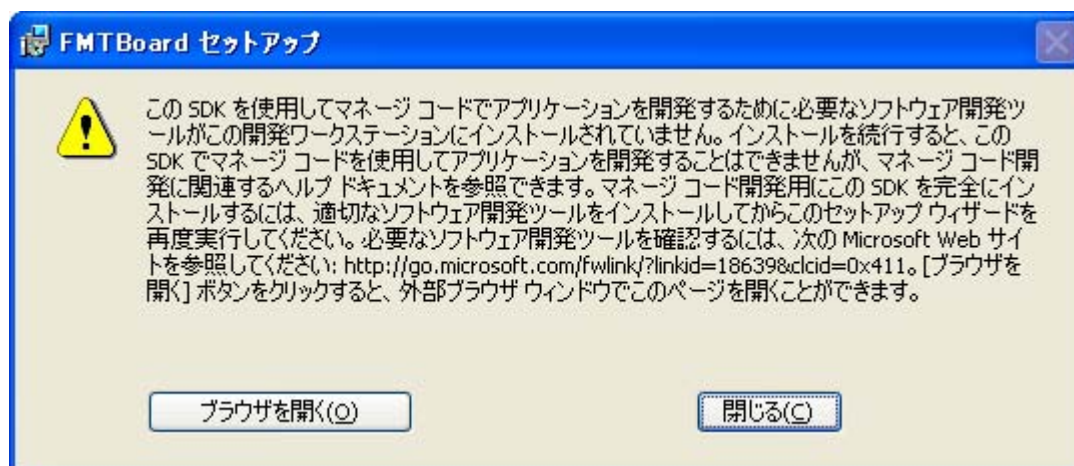 FMTBoard セットアップ
この SDK を使用してマネージ コードでアプリケーションを開発するために必要なソフトウェア開発ツ
ールがこの開発ワークステーションにインストールされていません。インストールを続行すると、この
SDK でマネージ コードを使用してアプリケーションを開発することはできませんが、マネージ コード開
発に関連するヘルプ ドキュメントを参照できます。マネージ コード開発用にこの SDK を完全にイン
ストールするには、適切なソフトウェア開発ツールをインストールしてからこのセットアップ ウィザードを
再度実行してください。必要なソフトウェア開発ツールを確認するには、次の Microsoft Web サイ
トを参照してください: http://go.microsoft.com/fwlink/?linkid=18639&clcid=0x411。[ブラウザを
開く] ボタンをクリックすると、外部ブラウザ ウィンドウでこのページを開くことができます。
ブラウザを開く(O) 閉じる(C)